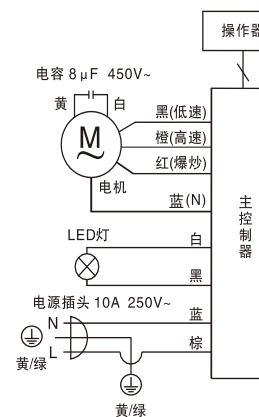 操作器
电容 8μF 450V~
黄 白
黑(低速)
M
~
橙(高速)
红(爆炒)
电机
蓝(N)
主控制器
LED灯
白
黑
电源插头 10A 250V~
N
蓝
L
棕
黄/绿
黄/绿